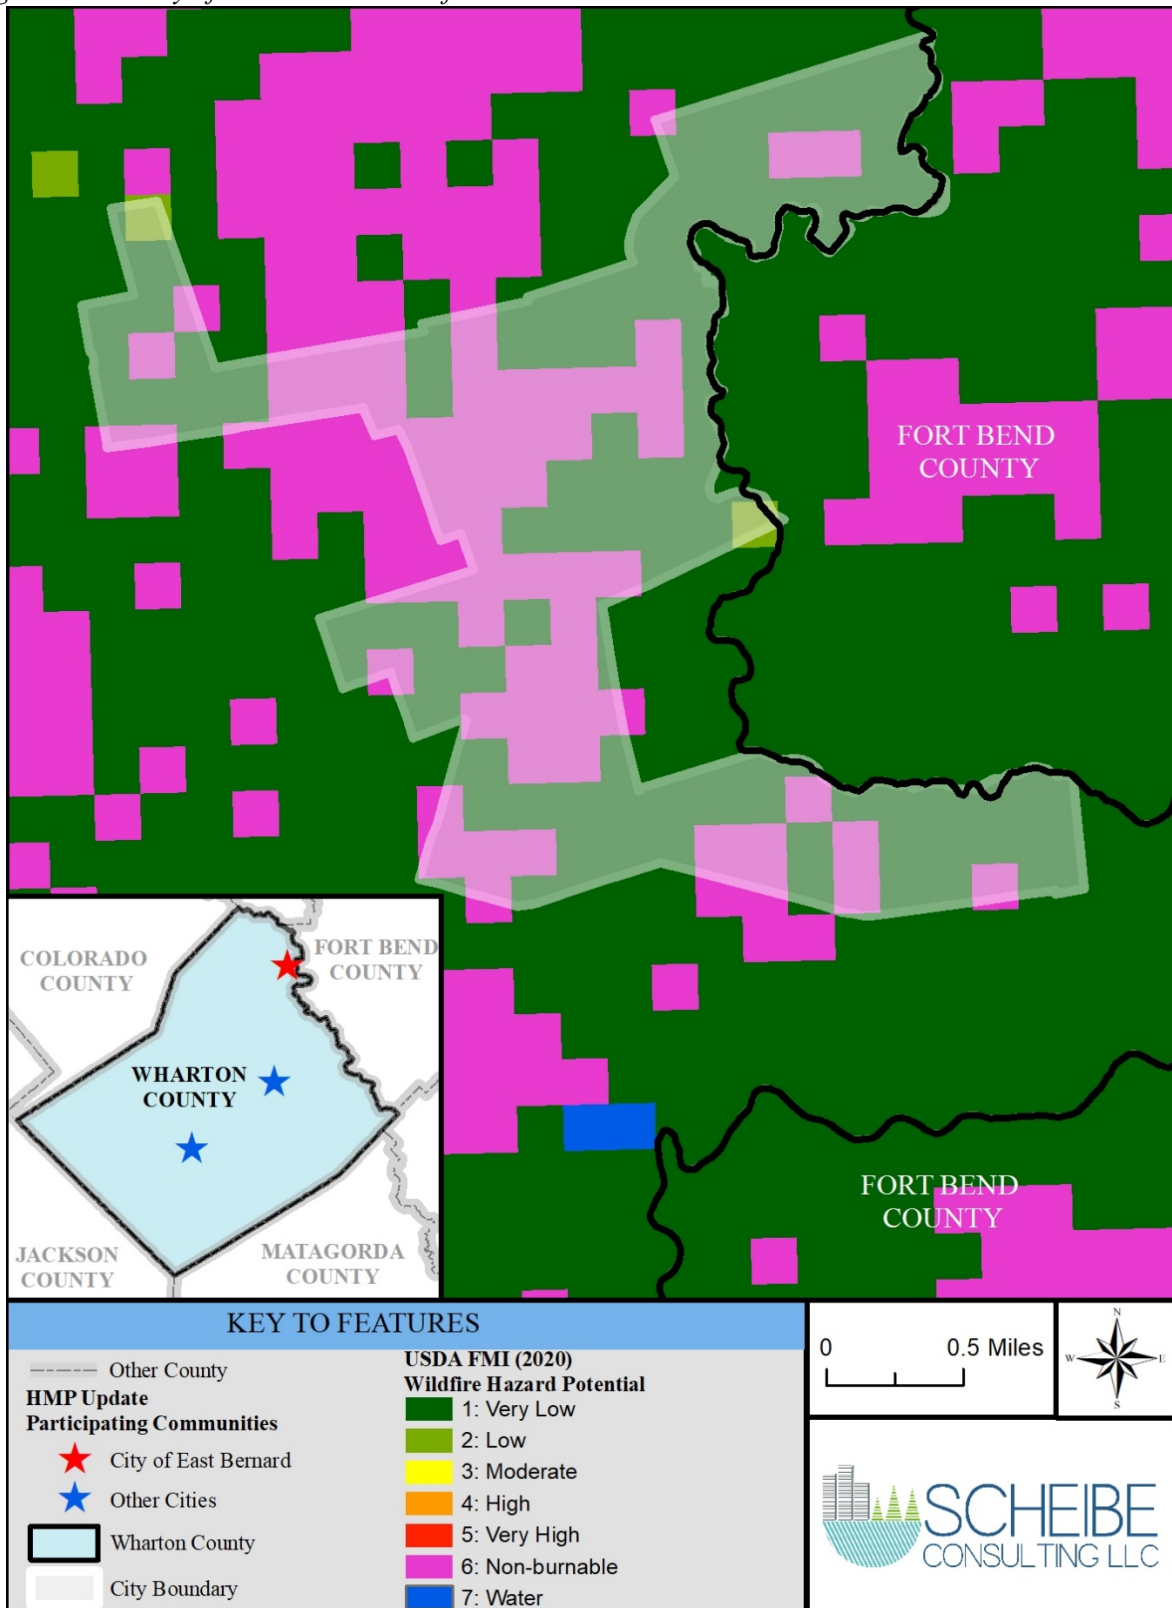 FORT BEND
COUNTY
COLORADO
COUNTY
FORT BEND
COUNTY
WHARTON
COUNTY
JACKSON
COUNTY
MATAGORDA
COUNTY
FORT BEND
COUNTY
KEY TO FEATURES
Other County
HMP Update
Participating Communities
City of East Bernard
Other Cities
Wharton County
City Boundary
USDA FMI (2020)
Wildfire Hazard Potential
1: Very Low
2: Low
3: Moderate
4: High
5: Very High
6: Non-burnable
7: Water
0 0.5 Miles
N
W E
S
SCHEIBE
CONSULTING LLC